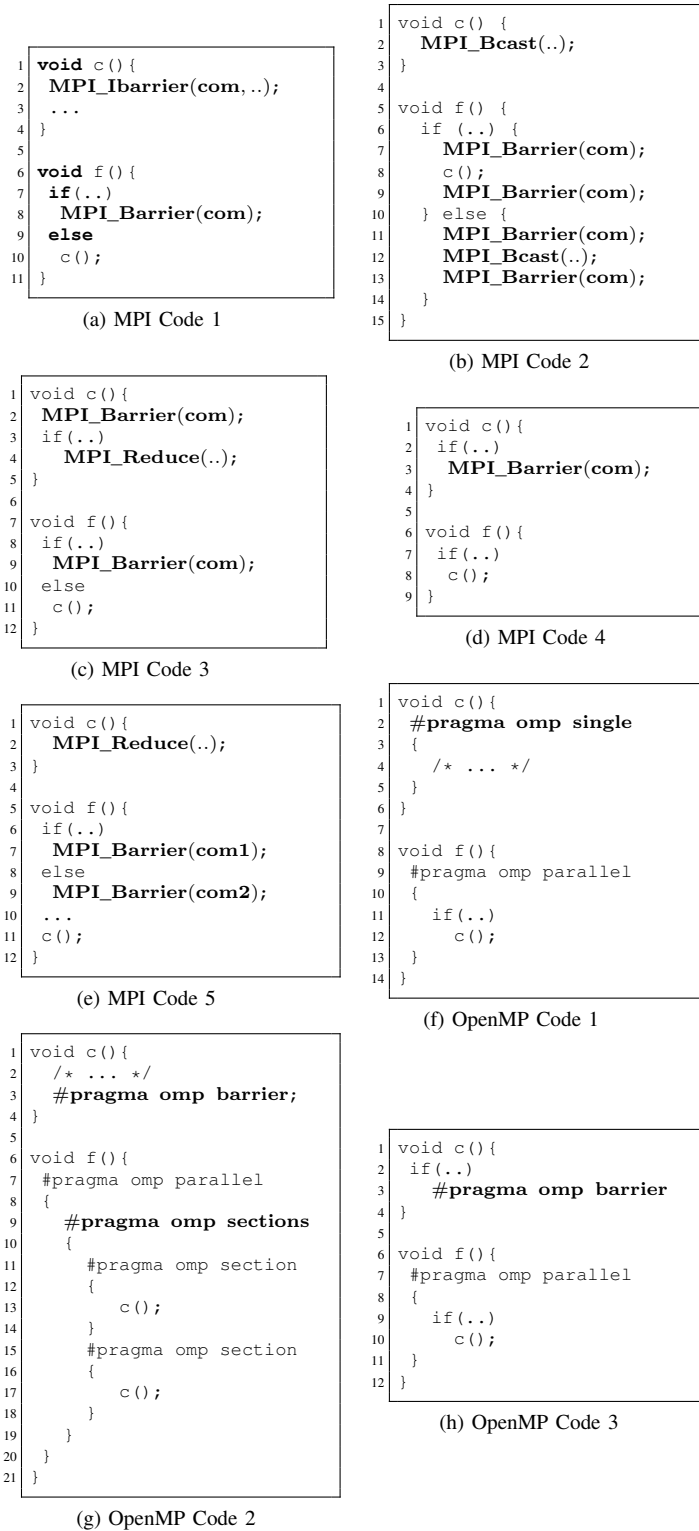 1 void c(){
2 MPI_Ibarrier(com, ..);
3 ...
4 }
5
6 void f(){
7 if(..)
8 MPI_Barrier(com);
9 else
10 c();
11 }
(a) MPI Code 1
1 void c() {
2 MPI_Bcast(..);
3 }
4
5 void f() {
6 if (..) {
7 MPI_Barrier(com);
8 c();
9 MPI_Barrier(com);
10 } else {
11 MPI_Barrier(com);
12 MPI_Bcast(..);
13 MPI_Barrier(com);
14 }
15 }
(b) MPI Code 2
1 void c(){
2 MPI_Barrier(com);
3 if(..)
4 MPI_Reduce(..);
5 }
6
7 void f(){
8 if(..)
9 MPI_Barrier(com);
10 else
11 c();
12 }
(c) MPI Code 3
1 void c(){
2 if(..)
3 MPI_Barrier(com);
4 }
5
6 void f(){
7 if(..)
8 c();
9 }
(d) MPI Code 4
1 void c(){
2 MPI_Reduce(..);
3 }
4
5 void f(){
6 if(..)
7 MPI_Barrier(com1);
8 else
9 MPI_Barrier(com2);
10 ...
11 c();
12 }
(e) MPI Code 5
1 void c(){
2 #pragma omp single
3 {
4 /* ... */
5 }
6 }
7
8 void f(){
9 #pragma omp parallel
10 {
11 if(..)
12 c();
13 }
14 }
(f) OpenMP Code 1
1 void c(){
2 /* ... */
3 #pragma omp barrier;
4 }
5
6 void f(){
7 #pragma omp parallel
8 {
9 #pragma omp sections
10 {
11 #pragma omp section
12 {
13 c();
14 }
15 #pragma omp section
16 {
17 c();
18 }
19 }
20 }
21 }
(g) OpenMP Code 2
1 void c(){
2 if(..)
3 #pragma omp barrier
4 }
5
6 void f(){
7 #pragma omp parallel
8 {
9 if(..)
10 c();
11 }
12 }
(h) OpenMP Code 3